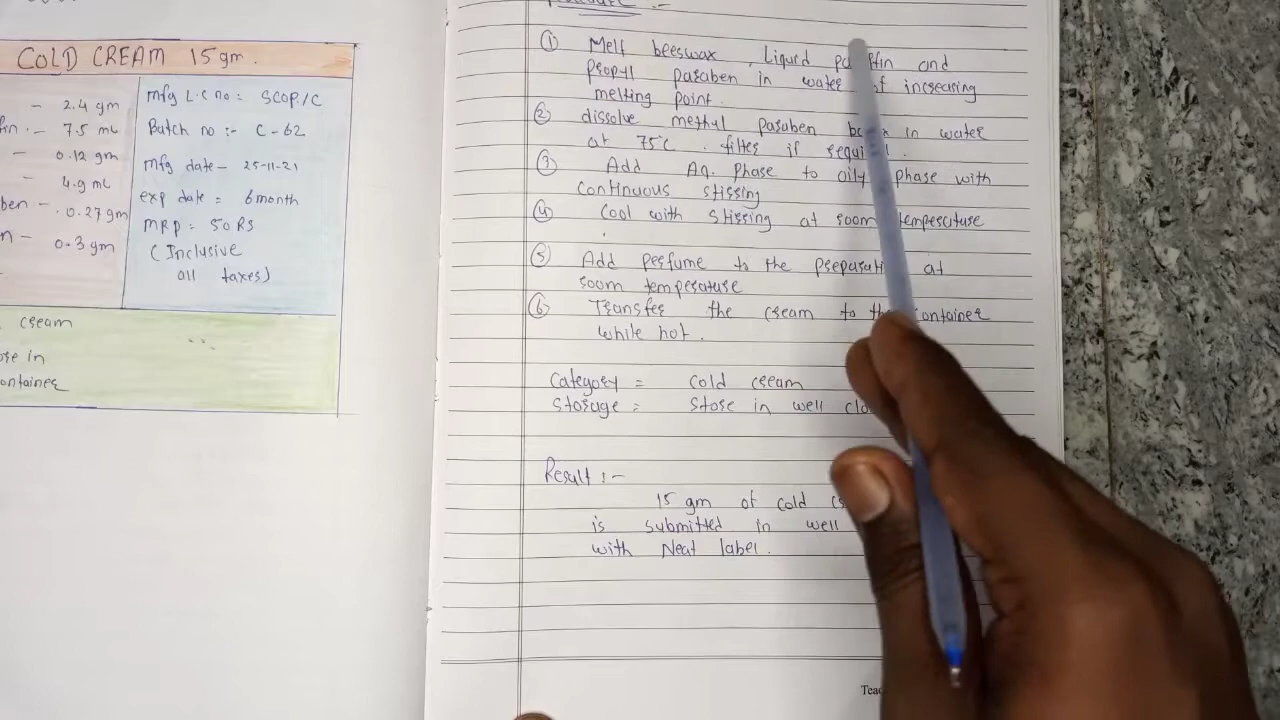 COLD CREAM 15 gm.
- 2.4 gm
- 7.5 mL
- 0.12 gm
- 4.9 mL
- 0.27 gm
- 0.3 gm
Mfg L.C no = SCOP/C
Batch no :- C-62
mfg date - 25-11-21
exp date = 6 month
MRP = 50 RS
( Inclusive
all taxes )
cream
in
① Melt beeswax , Liquid and
propyl paraben in water of increasing
melting point.
② dissolve methyl paraben in water
at 75°C . filter if
③ Add Aq. phase to oily phase with
continuous stirring
④ Cool with stirring at room temperature
⑤ Add perfume to the at
room temperature
⑥ Transfer the cream to the container
while hot .
Category = cold cream
Storage = store in well
Result :-
15 gm of cold
is submitted in well
with Neat label .